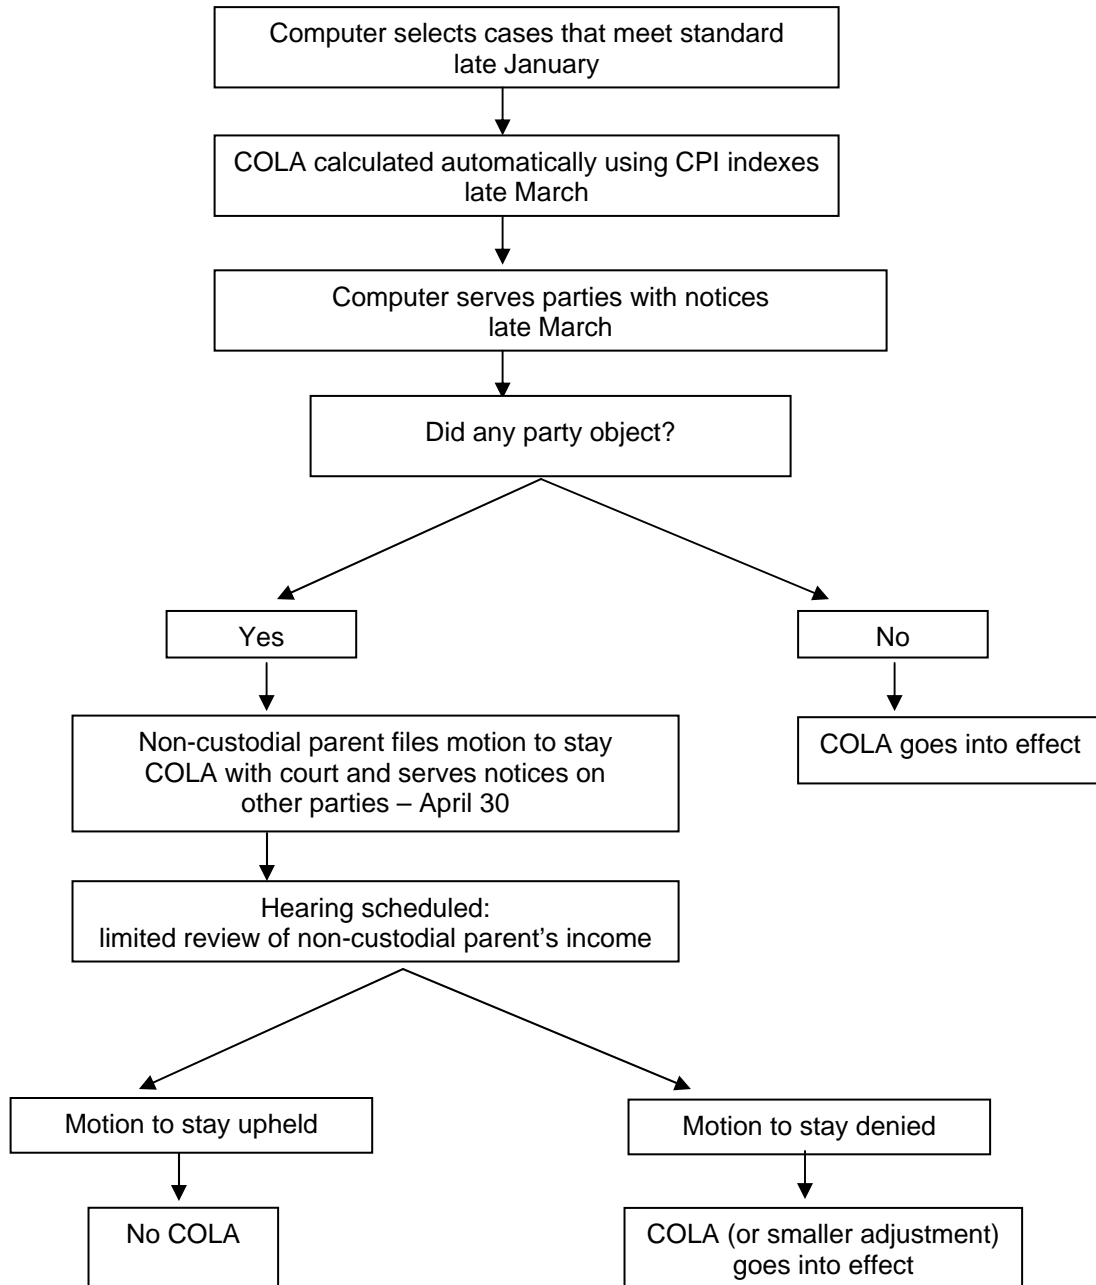 Computer selects cases that meet standard
late January
COLA calculated automatically using CPI indexes
late March
Computer serves parties with notices
late March
Did any party object?
Yes
No
Non-custodial parent files motion to stay
COLA with court and serves notices on
other parties – April 30
COLA goes into effect
Hearing scheduled:
limited review of non-custodial parent's income
Motion to stay upheld
Motion to stay denied
No COLA
COLA (or smaller adjustment)
goes into effect